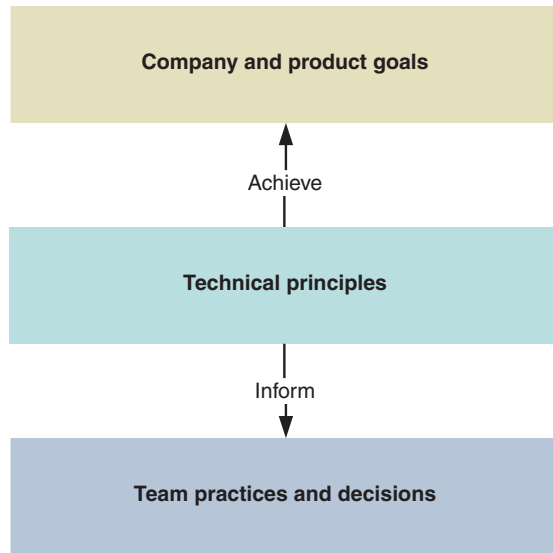 Company and product goals
Achieve
Technical principles
Inform
Team practices and decisions